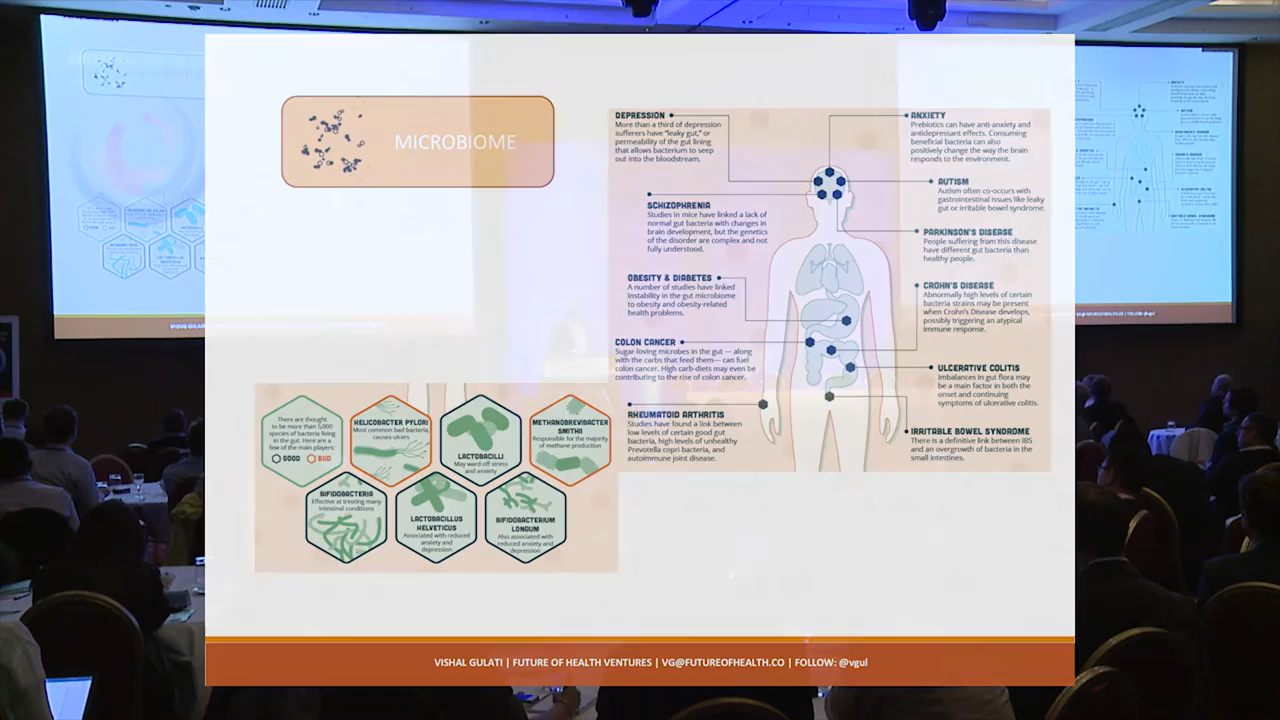 MICROBIOME
DEPRESSION
More than a third of depression
sufferers have "leaky gut," or
permeability of the gut lining
that allows bacterium to seep
out into the bloodstream.
SCHIZOPHRENIA
Studies in mice have linked a lack of
normal gut bacteria with changes in
brain development, but the genetics
of the disorder are complex and not
fully understood.
OBESITY & DIABETES
A number of studies have linked
instability in the gut microbiome
to obesity and obesity-related
health problems.
COLON CANCER
Sugar-loving microbes in the gut — along
with the carbs that feed them— can fuel
colon cancer. High carb-diets may even be
contributing to the rise of colon cancer.
RHEUMATOID ARTHRITIS
Studies have found a link between
low levels of certain good gut
bacteria, high levels of unhealthy
Prevotella copri bacteria, and
autoimmune joint disease.
ANXIETY
Prebiotics can have anti-anxiety and
antidepressant effects. Consuming
beneficial bacteria can also
positively change the way the brain
responds to the environment.
AUTISM
Autism often co-occurs with
gastrointestinal issues like leaky
gut or irritable bowel syndrome.
PARKINSON'S DISEASE
People suffering from this disease
have different gut bacteria than
healthy people.
CROHN'S DISEASE
Abnormally high levels of certain
bacteria strains may be present
when Crohn's Disease develops,
possibly triggering an atypical
immune response.
ULCERATIVE COLITIS
Imbalances in gut flora may
be a main factor in both the
onset and continuing
symptoms of ulcerative colitis.
IRRITABLE BOWEL SYNDROME
There is a definitive link between IBS
and an overgrowth of bacteria in the
small intestines.
There are thought
to be more than 5,000
species of bacteria living
in the gut. Here are a
few of the main players:
GOOD BAD
HELICOBACTER PYLORI
Most common bad bacteria,
causes ulcers
LACTOBACILLI
May ward off stress
and anxiety
METHANOBREVIBACTER
SMITHII
Responsible for the majority
of methane production
BIFIDOBACTERIA
Effective at treating many
intestinal conditions
LACTOBACILLUS
HELVETICUS
Associated with reduced
anxiety and
depression
BIFIDOBACTERIUM
LONGUM
Also associated with
reduced anxiety and
depression
VISHAL GULATI | FUTURE OF HEALTH VENTURES | VG@FUTUREOFHEALTH.CO | FOLLOW: @vgul